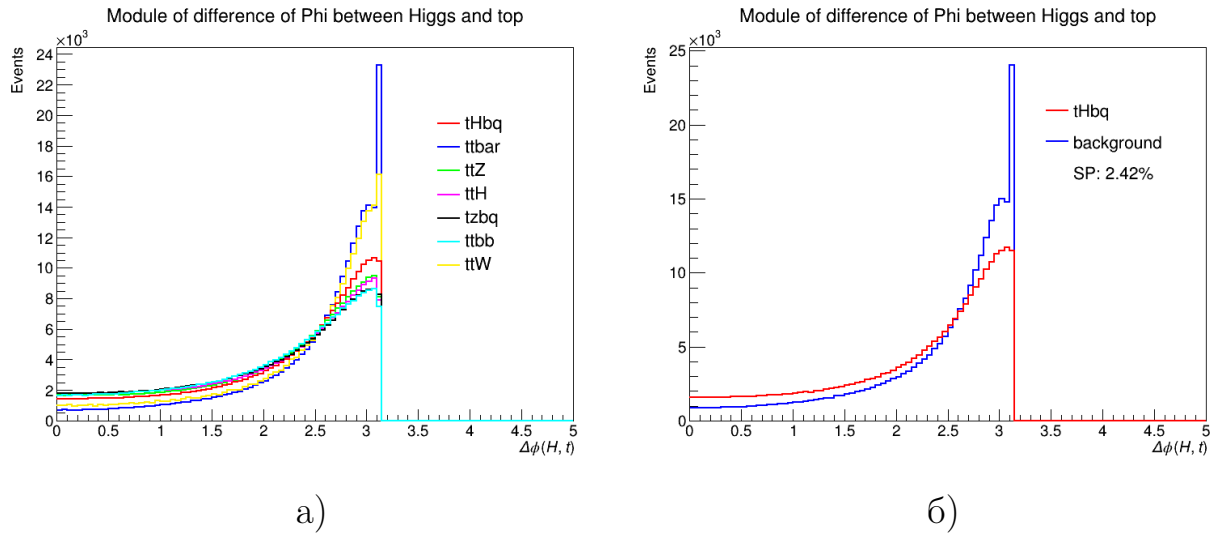 Module of difference of Phi between Higgs and top
×10³
Events
24
22
20
18
16
14
12
10
8
6
4
2
0
0 0.5 1 1.5 2 2.5 3 3.5 4 4.5 5
Δϕ(H, t)
tHbq
ttbar
ttZ
ttH
tzbq
ttbb
ttW
а)
Module of difference of Phi between Higgs and top
×10³
Events
25
20
15
10
5
0
0 0.5 1 1.5 2 2.5 3 3.5 4 4.5 5
Δϕ(H, t)
tHbq
background
SP: 2.42%
б)